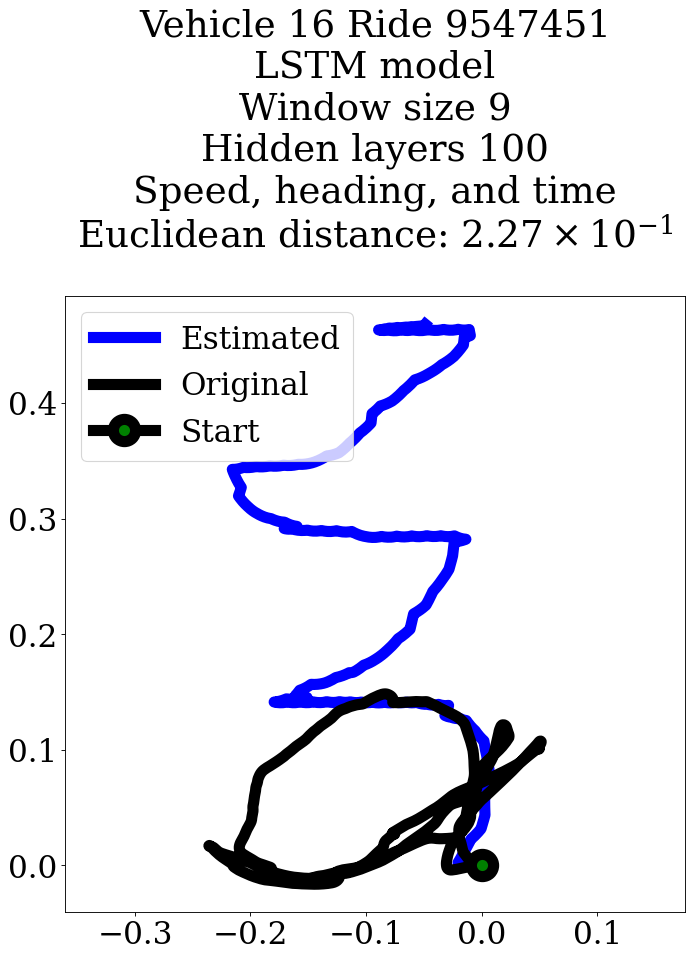 Vehicle 16 Ride 9547451
LSTM model
Window size 9
Hidden layers 100
Speed, heading, and time
Euclidean distance: 2.27 × 10⁻¹
Estimated
Original
Start
0.4
0.3
0.2
0.1
0.0
−0.3 −0.2 −0.1 0.0 0.1